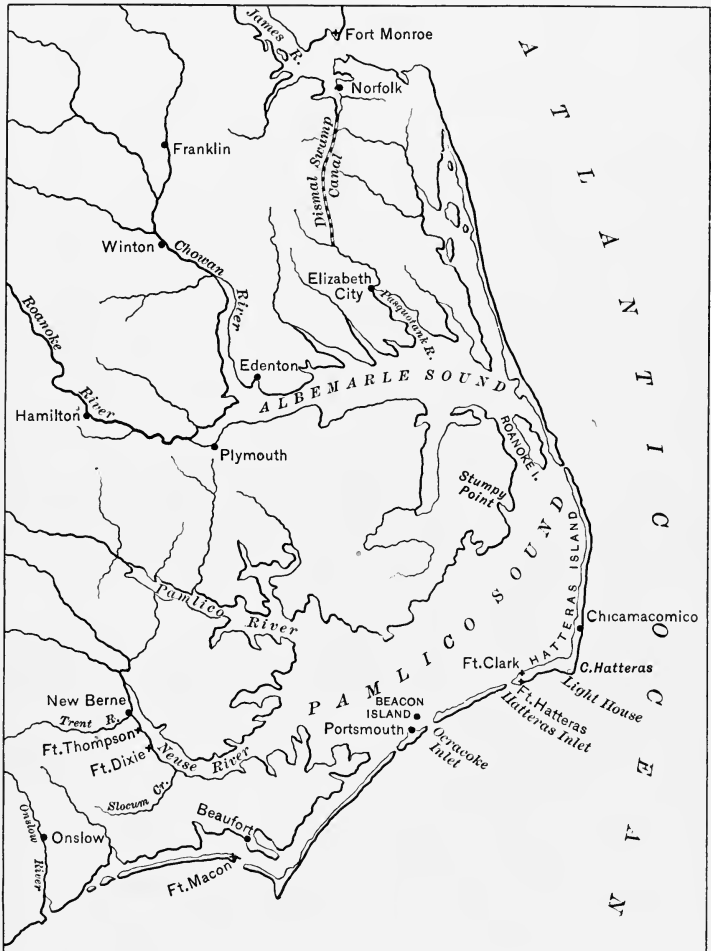 James R.
Fort Monroe
Norfolk
ATLANTIC OCEAN
Franklin
Dismal Swamp
Canal
Winton
Chowan
River
Elizabeth
City
Pasquotank R.
Roanoke
River
Edenton
ALBEMARLE SOUND
Hamilton
Plymouth
ROANOKE I.
Stumpy
Point
PAMLICO SOUND
HATTERAS ISLAND
Pamlico
River
Chicamacomico
Ft.Clark
C.Hatteras
Light House
Ft.Hatteras
Hatteras Inlet
New Berne
Trent R.
BEACON
ISLAND
Portsmouth
Ocracoke
Inlet
Ft.Thompson
Ft.Dixie
Neuse River
Slocum Cr.
Beaufort
Onslow
River
Onslow
Ft.Macon